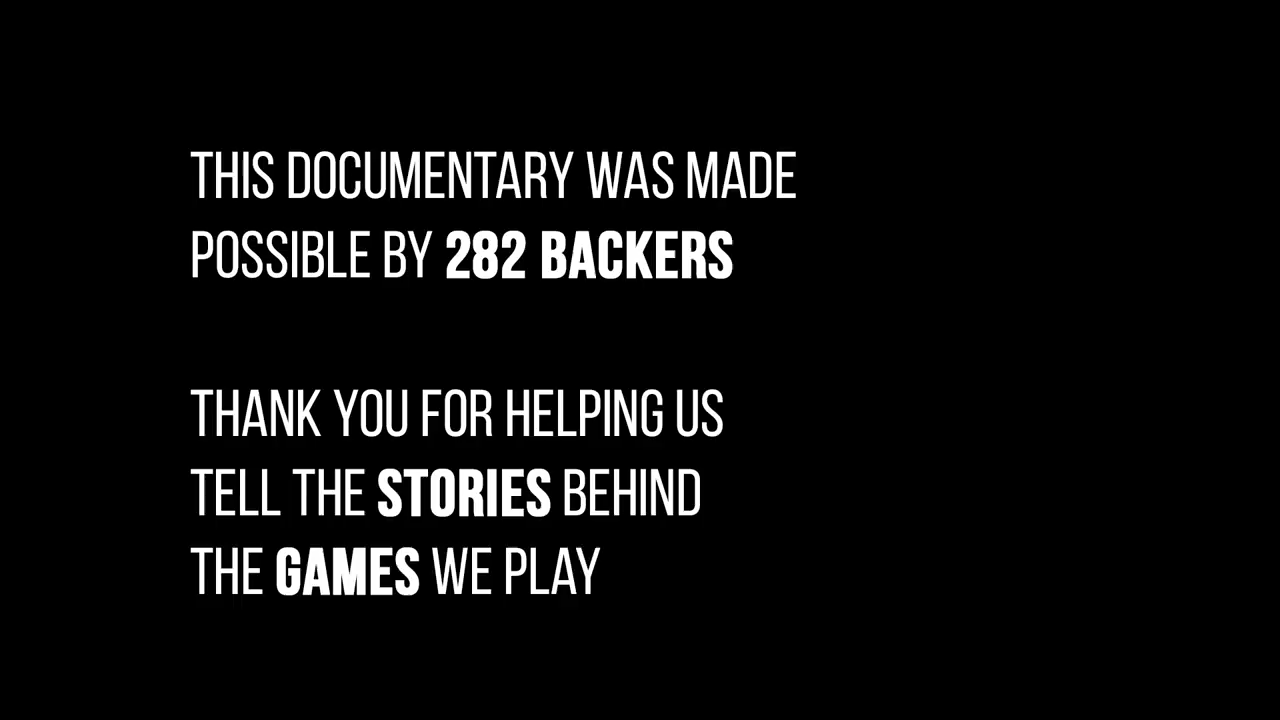 THIS DOCUMENTARY WAS MADE
POSSIBLE BY 282 BACKERS
THANK YOU FOR HELPING US
TELL THE STORIES BEHIND
THE GAMES WE PLAY